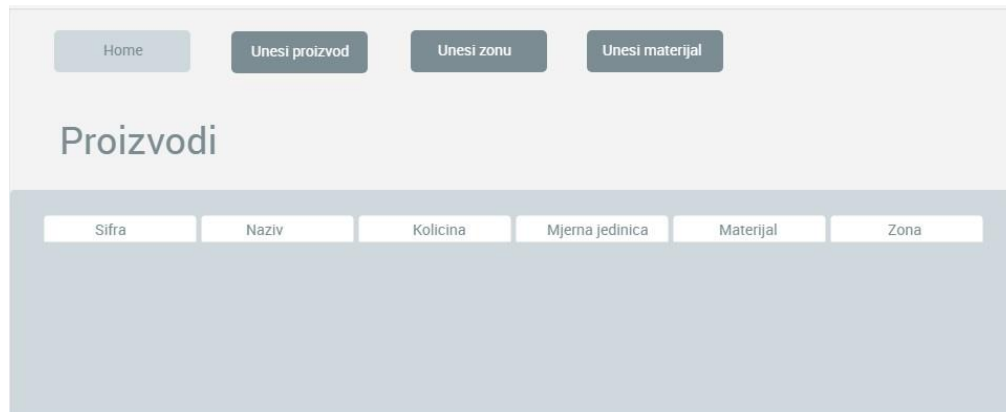 Home Unesi proizvod Unesi zonu Unesi materijal
Proizvodi
Sifra Naziv Kolicina Mjerna jedinica Materijal Zona